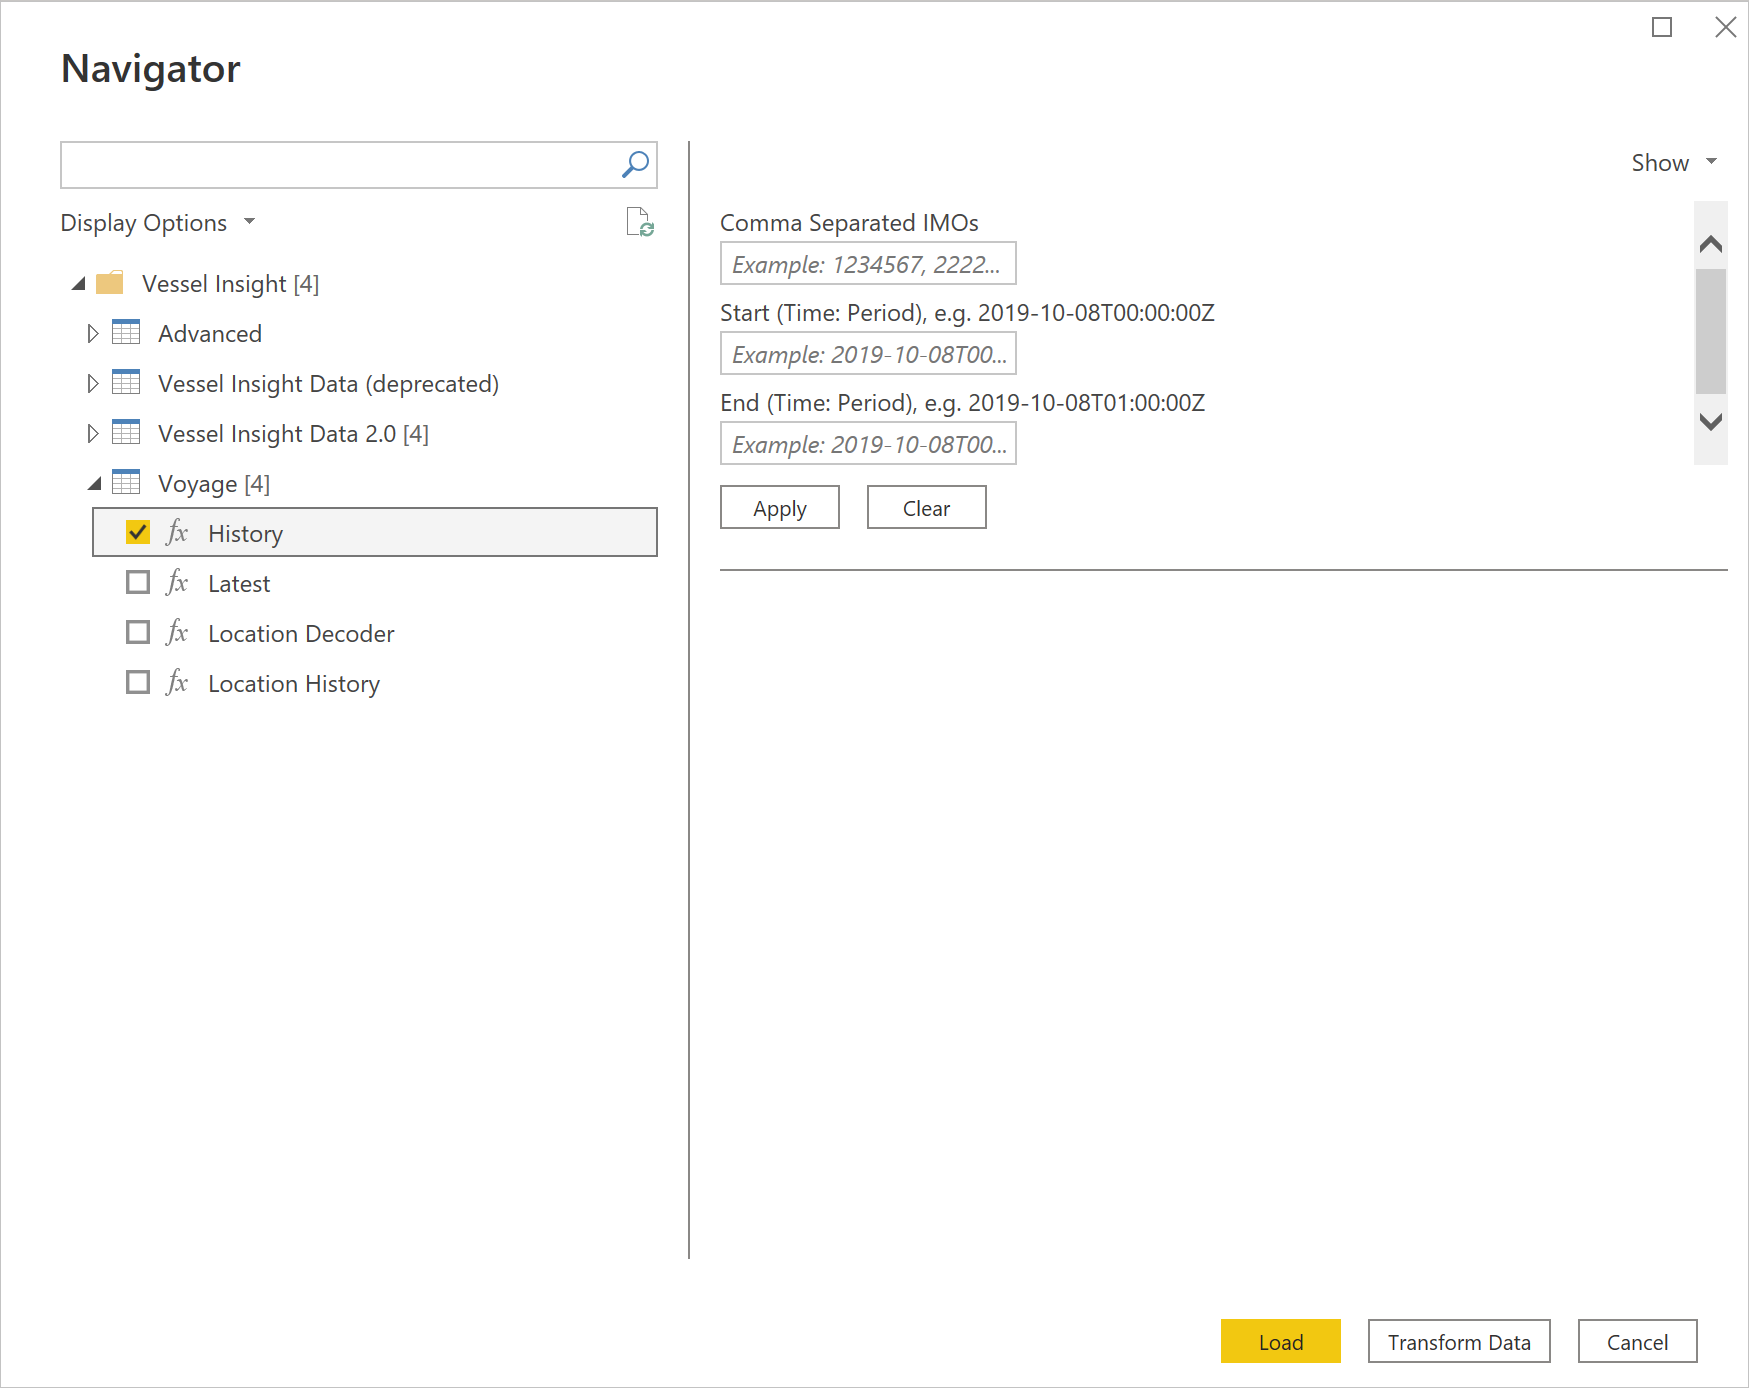 Navigator
Display Options
Vessel Insight [4]
Advanced
Vessel Insight Data (deprecated)
Vessel Insight Data 2.0 [4]
Voyage [4]
fx History
fx Latest
fx Location Decoder
fx Location History
Show
Comma Separated IMOs
Example: 1234567, 2222...
Start (Time: Period), e.g. 2019-10-08T00:00:00Z
Example: 2019-10-08T00...
End (Time: Period), e.g. 2019-10-08T01:00:00Z
Example: 2019-10-08T00...
Apply Clear
Load Transform Data Cancel